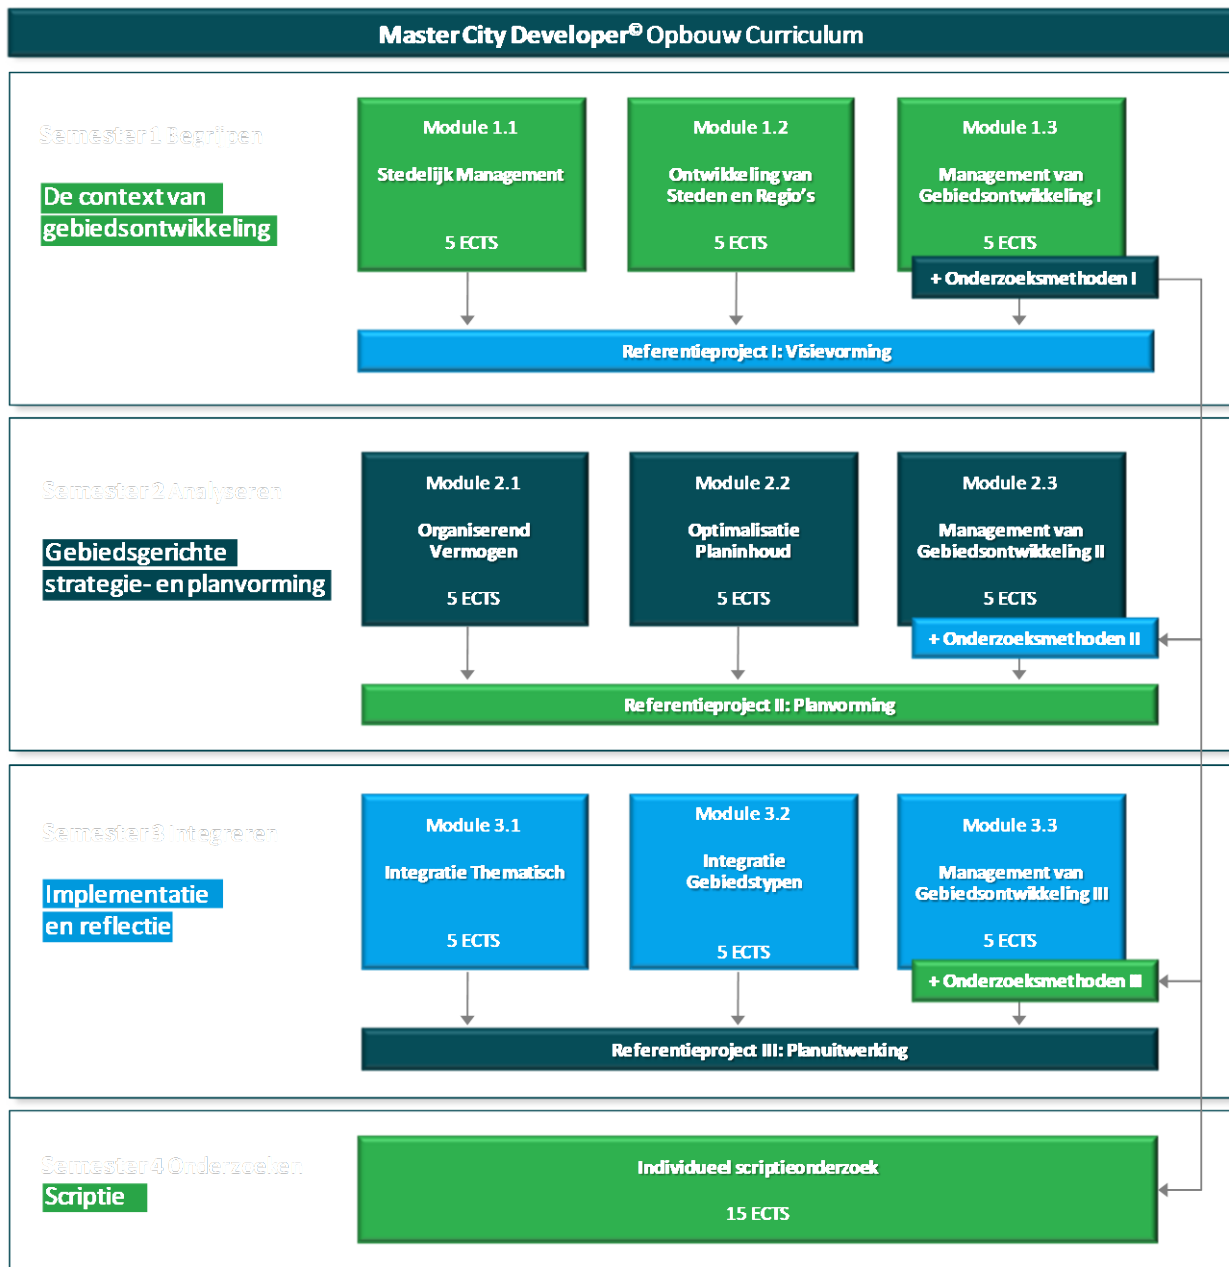 Master City Developer© Opbouw Curriculum
Semester 1 Begrijpen
De context van
gebiedsontwikkeling
Module 1.1
Stedelijk Management
5 ECTS
Module 1.2
Ontwikkeling van
Steden en Regio's
5 ECTS
Module 1.3
Management van
Gebiedsontwikkeling I
5 ECTS
+ Onderzoeksmethoden I
Referentieproject I: Visievorming
Semester 2 Analyseren
Gebiedsgerichte
strategie- en planvorming
Module 2.1
Organiserend
Vermogen
5 ECTS
Module 2.2
Optimalisatie
Planinhoud
5 ECTS
Module 2.3
Management van
Gebiedsontwikkeling II
5 ECTS
+ Onderzoeksmethoden II
Referentieproject II: Planvorming
Semester 3 Integreren
Implementatie
en reflectie
Module 3.1
Integratie Thematisch
5 ECTS
Module 3.2
Integratie
Gebiedstypen
5 ECTS
Module 3.3
Management van
Gebiedsontwikkeling III
5 ECTS
+ Onderzoeksmethoden III
Referentieproject III: Planuitwerking
Semester 4 Onderzoeken
Scriptie
Individueel scriptieonderzoek
15 ECTS